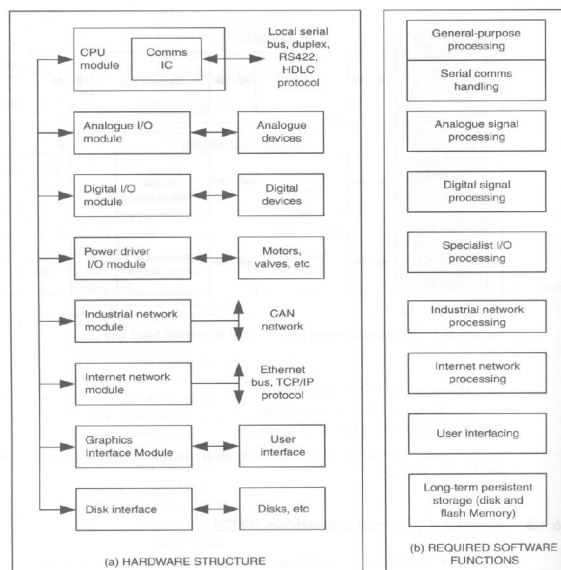 CPU
module
Comms
IC
Local serial
bus, duplex,
RS422,
HDLC
protocol
Analogue I/O
module
Analogue
devices
Digital I/O
module
Digital
devices
Power driver
I/O module
Motors,
valves, etc
Industrial network
module
CAN
network
Internet network
module
Ethernet
bus, TCP/IP
protocol
Graphics
Interface Module
User
interface
Disk interface
Disks, etc
(a) HARDWARE STRUCTURE
General-purpose
processing
Serial comms
handling
Analogue signal
processing
Digital signal
processing
Specialist I/O
processing
Industrial network
processing
Internet network
processing
User interfacing
Long-term persistent
storage (disk and
flash Memory)
(b) REQUIRED SOFTWARE
FUNCTIONS